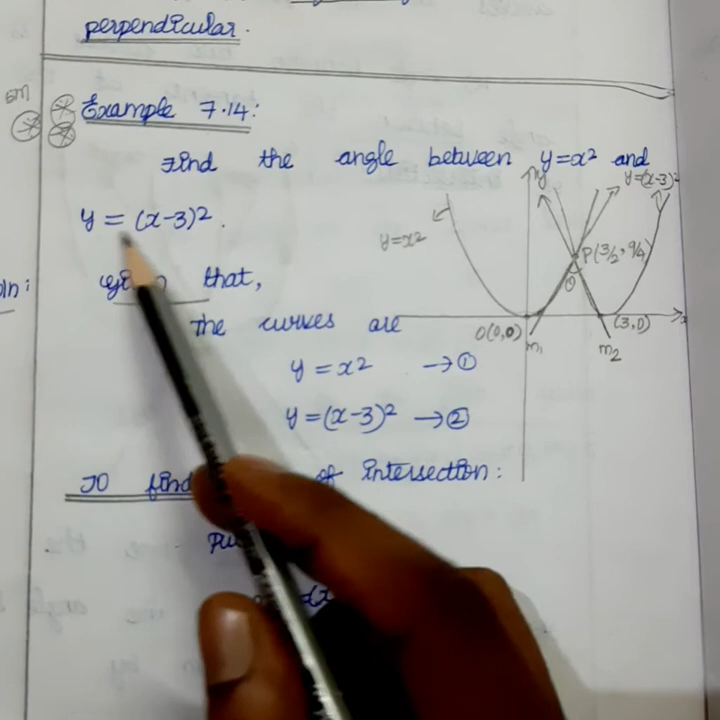 perpendicular.
5M
Example 7.14:
Find the angle between y=x² and
y = (x-3)².
that,
The curves are
y = x² →①
y=(x-3)² →②
To find of intersection:
y
y=(x-3)²
y=x²
P(3/2, 9/4)
θ
O(0,0)
(3,0)
x
m₁
m₂